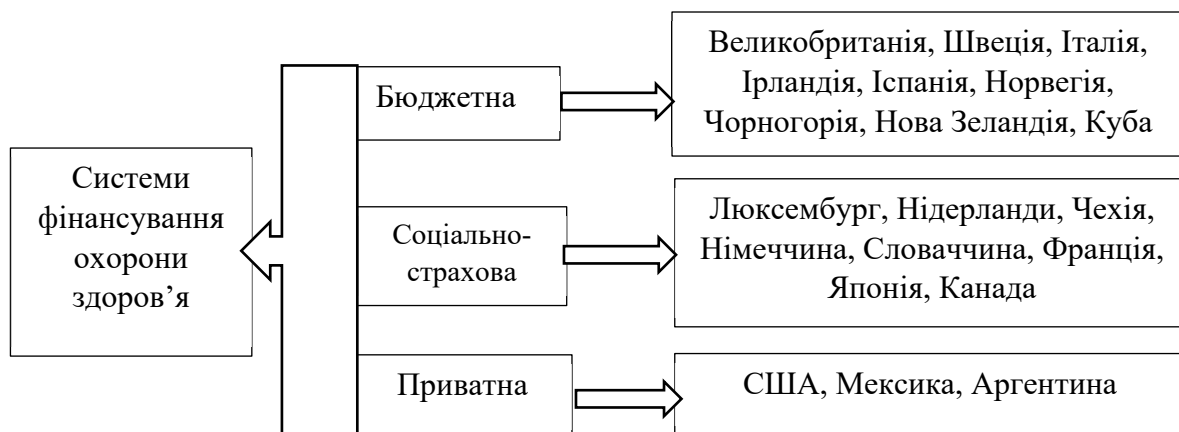 Системи
фінансування
охорони
здоров’я
Бюджетна
Великобританія, Швеція, Італія,
Ірландія, Іспанія, Норвегія,
Чорногорія, Нова Зеландія, Куба
Соціально-
страхова
Люксембург, Нідерланди, Чехія,
Німеччина, Словаччина, Франція,
Японія, Канада
Приватна
США, Мексика, Аргентина